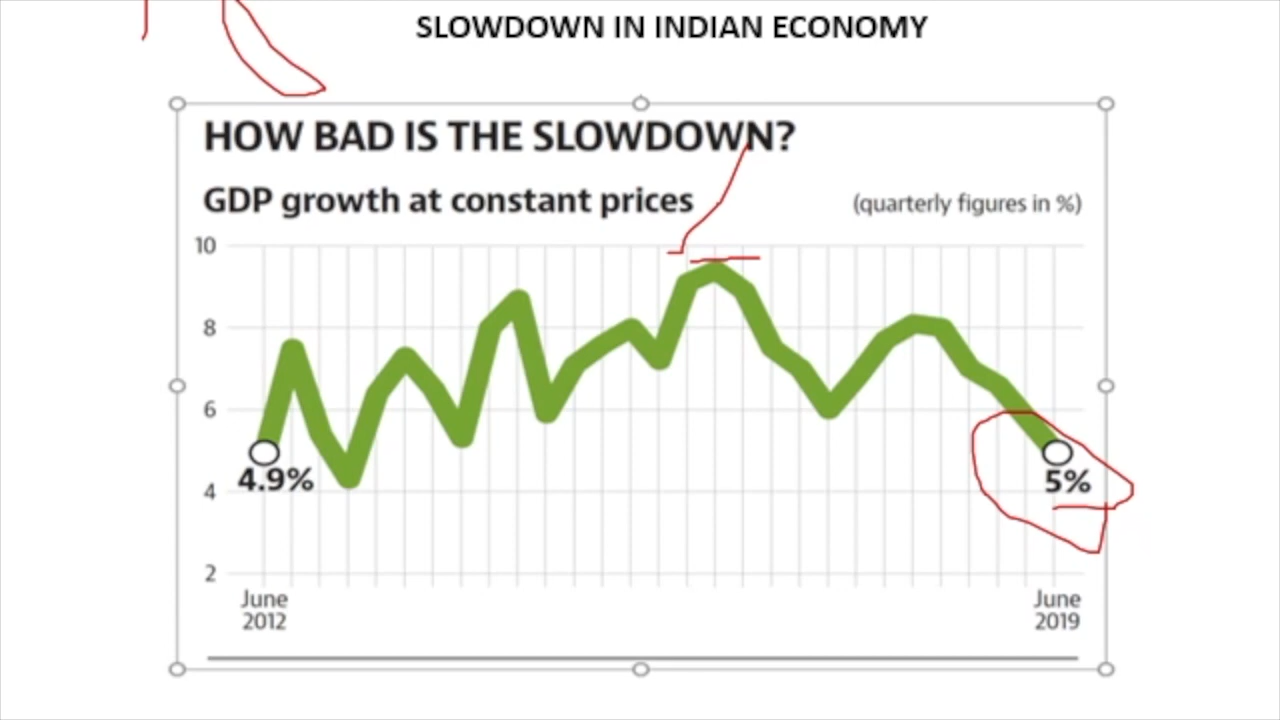 SLOWDOWN IN INDIAN ECONOMY
HOW BAD IS THE SLOWDOWN?
GDP growth at constant prices
(quarterly figures in %)
10
8
6
4
2
4.9%
5%
June
2012
June
2019